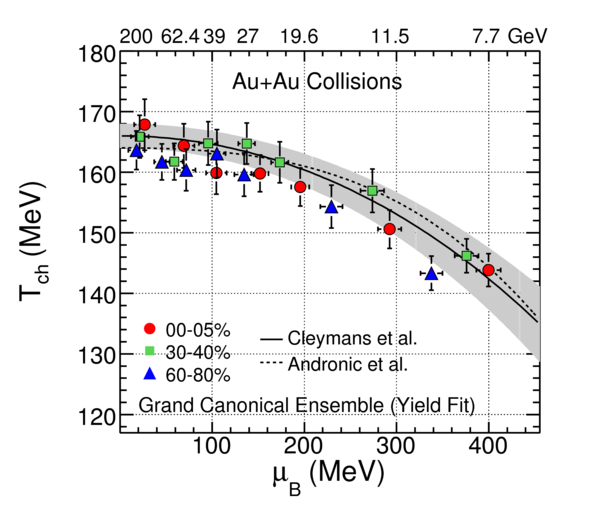 200 62.4 39 27 19.6 11.5 7.7 GeV
180
Au+Au Collisions
170
160
150
140
130
120
T_ch (MeV)
00-05%
30-40%
60-80%
Cleymans et al.
Andronic et al.
Grand Canonical Ensemble (Yield Fit)
100 200 300 400
μ_B (MeV)